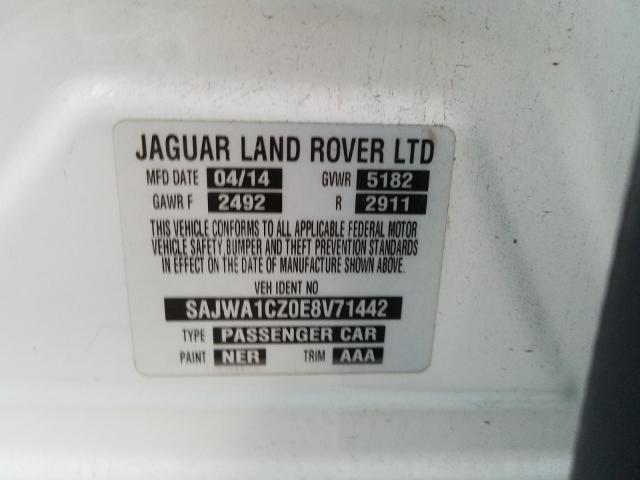 JAGUAR LAND ROVER LTD
MFD DATE 04/14 GVWR 5182
GAWR F 2492 R 2911
THIS VEHICLE CONFORMS TO ALL APPLICABLE FEDERAL MOTOR
VEHICLE SAFETY, BUMPER AND THEFT PREVENTION STANDARDS
IN EFFECT ON THE DATE OF MANUFACTURE SHOWN ABOVE.
VEH IDENT NO
SAJWA1CZ0E8V71442
TYPE PASSENGER CAR
PAINT NER TRIM AAA